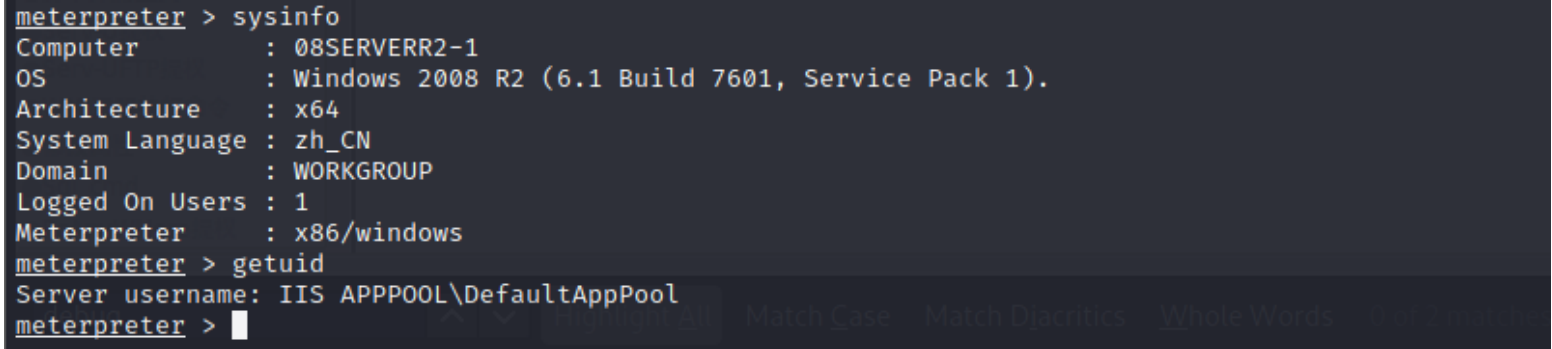 meterpreter > sysinfo
Computer        : 08SERVERR2-1
OS              : Windows 2008 R2 (6.1 Build 7601, Service Pack 1).
Architecture    : x64
System Language : zh_CN
Domain          : WORKGROUP
Logged On Users : 1
Meterpreter     : x86/windows
meterpreter > getuid
Server username: IIS APPPOOL\DefaultAppPool
meterpreter >
Highlight All Match Case Match Diacritics Whole Words 0 of 2 matches